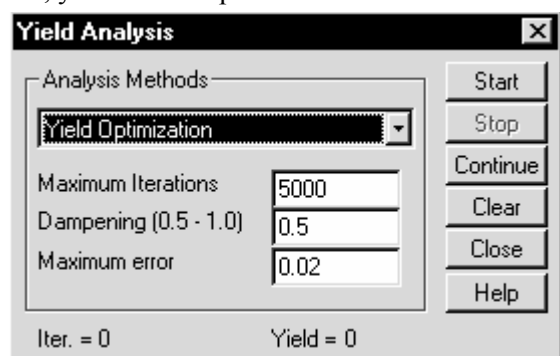 Yield Analysis
Analysis Methods
Yield Optimization
Maximum Iterations 5000
Dampening (0.5 - 1.0) 0.5
Maximum error 0.02
Iter. = 0 Yield = 0
Start
Stop
Continue
Clear
Close
Help